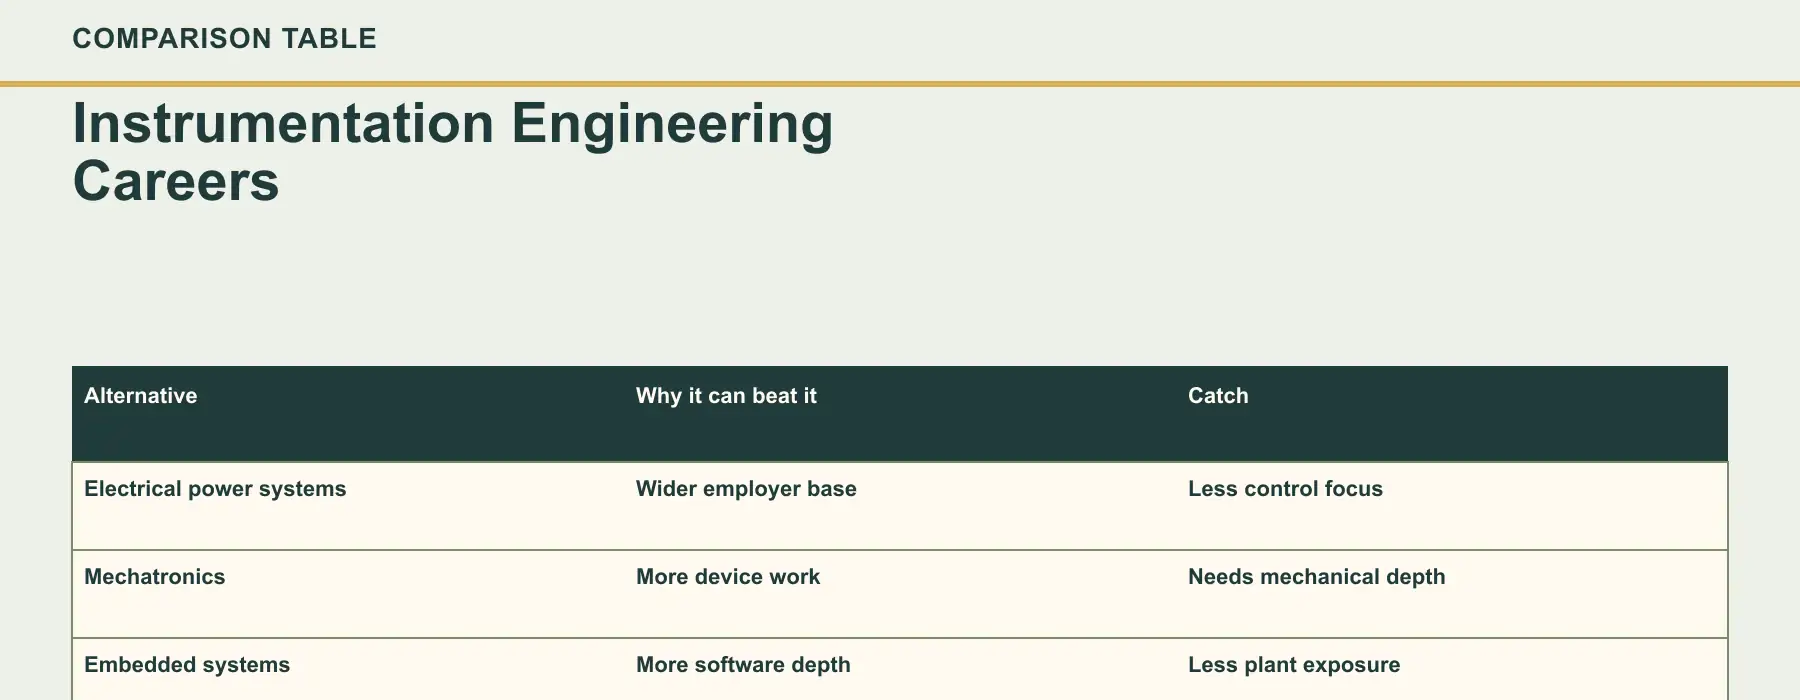 COMPARISON TABLE
Instrumentation Engineering
Careers
Alternative Why it can beat it Catch
Electrical power systems Wider employer base Less control focus
Mechatronics More device work Needs mechanical depth
Embedded systems More software depth Less plant exposure